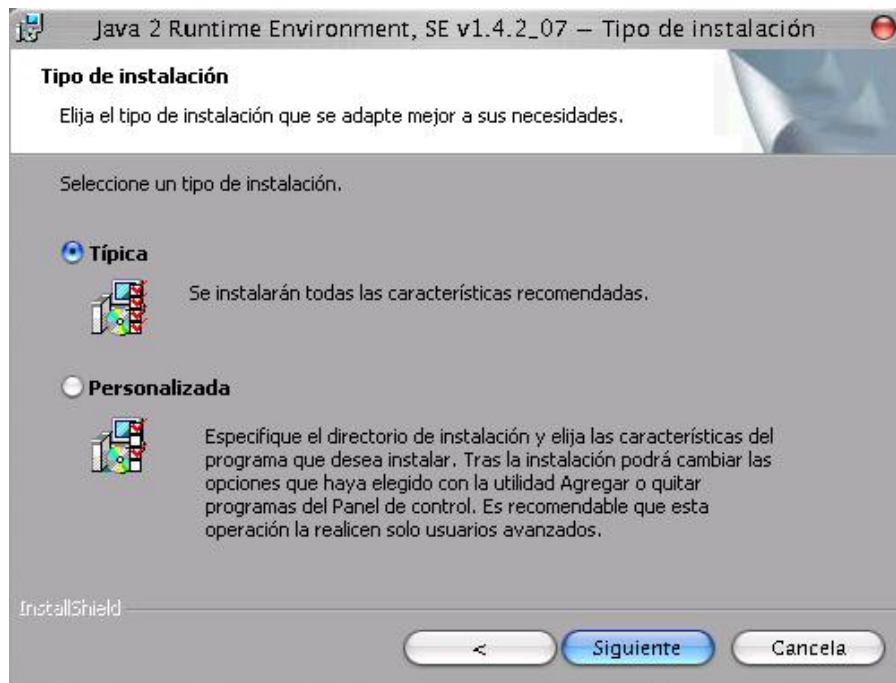 Java 2 Runtime Environment, SE v1.4.2_07 – Tipo de instalación
Tipo de instalación
Elija el tipo de instalación que se adapte mejor a sus necesidades.
Seleccione un tipo de instalación.
Típica
Se instalarán todas las características recomendadas.
Personalizada
Especifique el directorio de instalación y elija las características del
programa que desea instalar. Tras la instalación podrá cambiar las
opciones que haya elegido con la utilidad Agregar o quitar
programas del Panel de control. Es recomendable que esta
operación la realicen solo usuarios avanzados.
InstallShield
< Siguiente Cancela